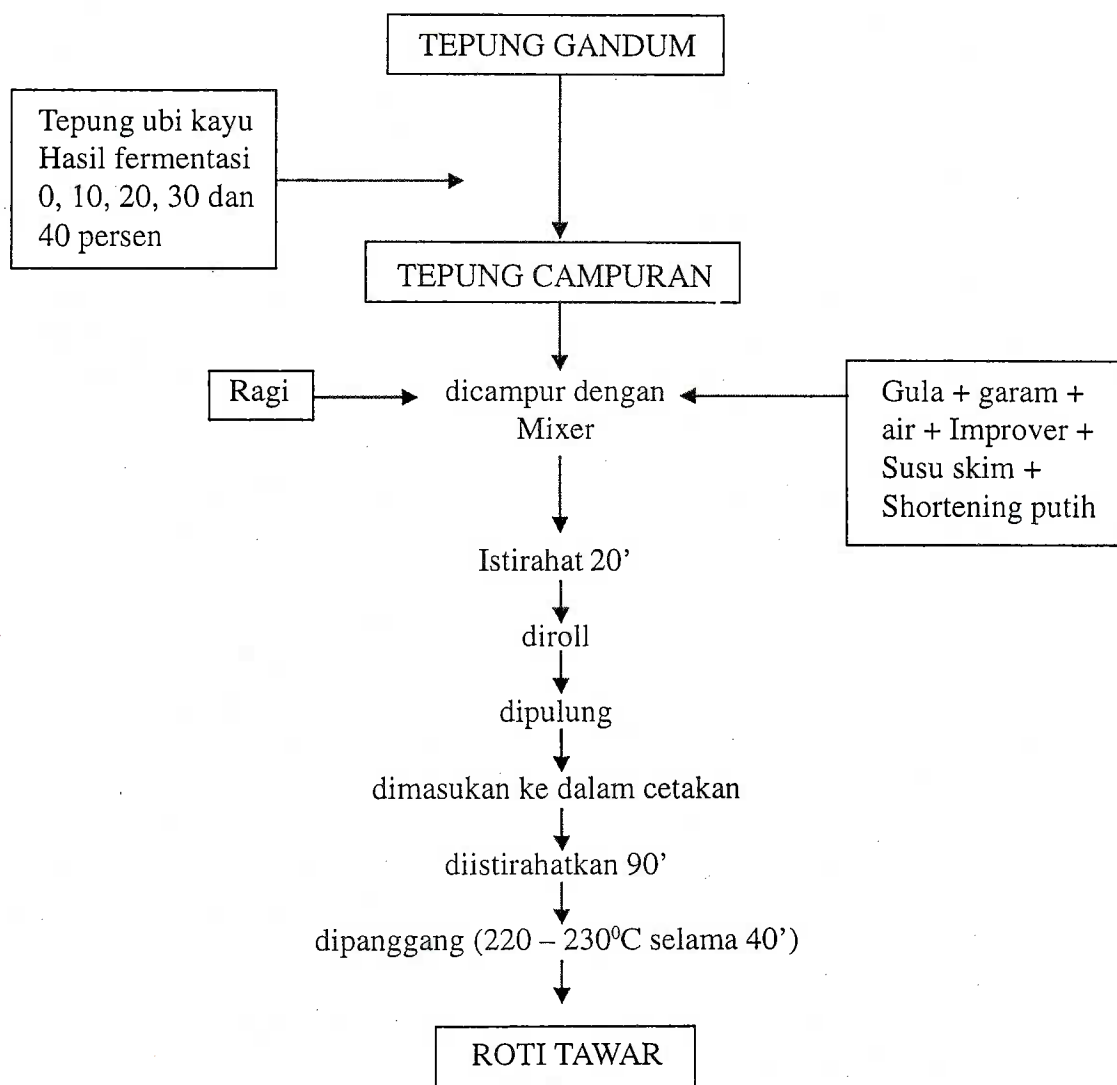 TEPUNG GANDUM
Tepung ubi kayu
Hasil fermentasi
0, 10, 20, 30 dan
40 persen
TEPUNG CAMPURAN
Ragi
dicampur dengan
Mixer
Gula + garam +
air + Improver +
Susu skim +
Shortening putih
Istirahat 20’
diroll
dipulung
dimasukan ke dalam cetakan
diistirahatkan 90’
dipanggang (220 – 230⁰C selama 40’)
ROTI TAWAR